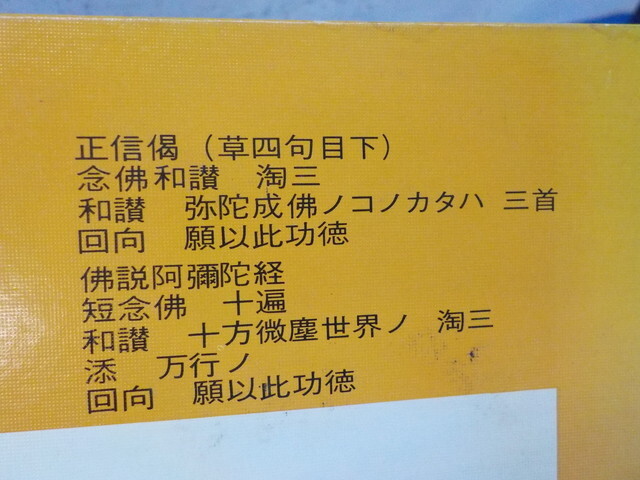 正信偈（草四句目下）
念佛和讃　淘三
和讃　弥陀成佛ノコノカタハ　三首
回向　願以此功徳
佛説阿彌陀経
短念佛　十遍
和讃　十方微塵世界ノ　淘三
添　万行ノ
回向　願以此功徳